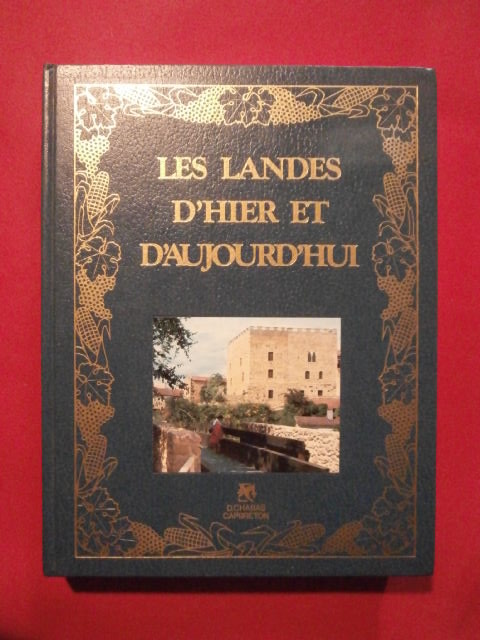 LES LANDES
D'HIER ET
D'AUJOURD'HUI
D.CHABAS
CAPBRETON